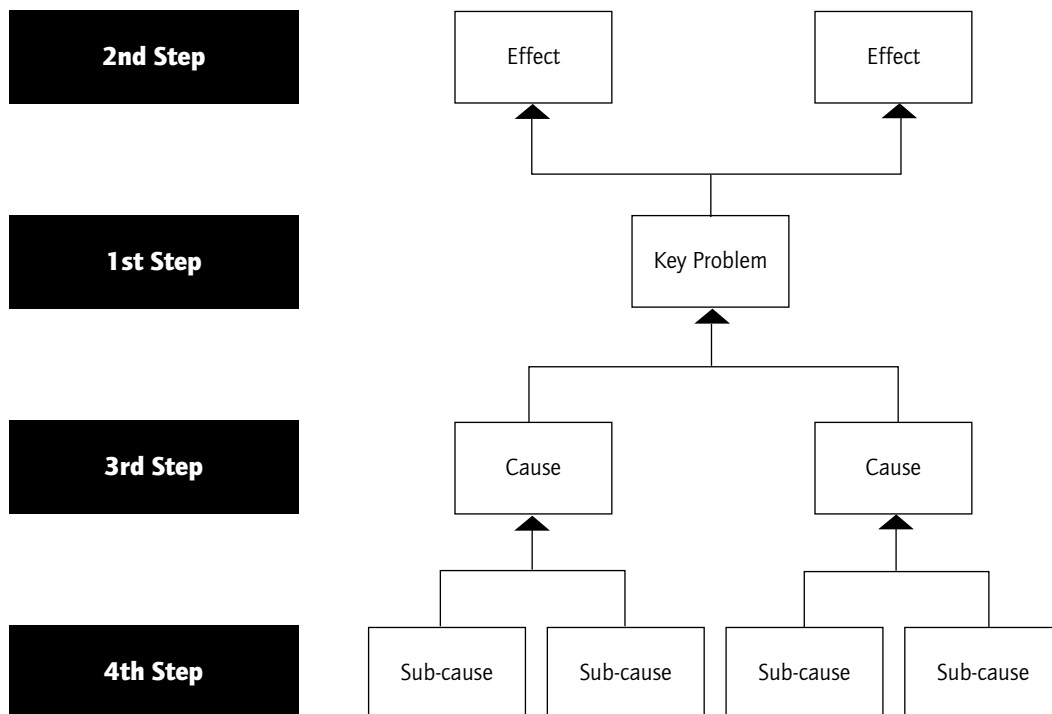 2nd Step
Effect
Effect
1st Step
Key Problem
3rd Step
Cause
Cause
4th Step
Sub-cause
Sub-cause
Sub-cause
Sub-cause